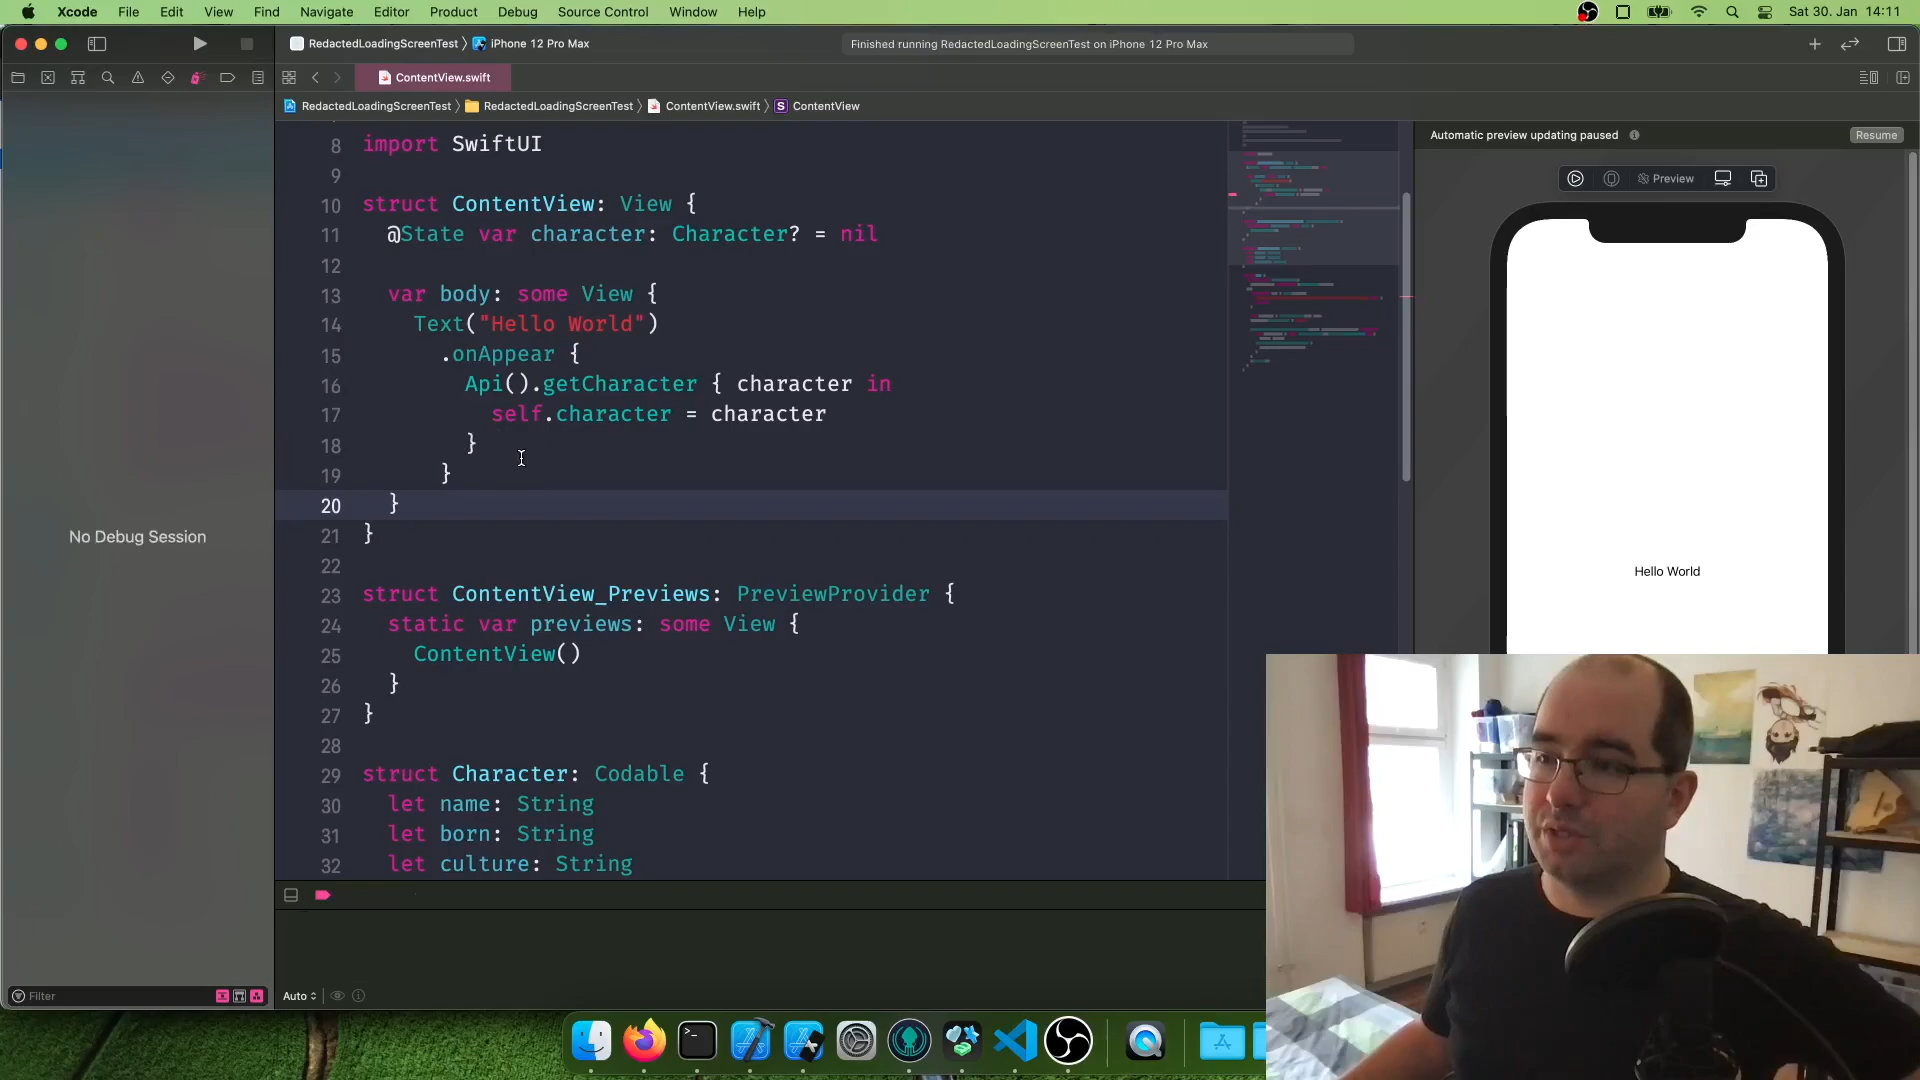 Xcode File Edit View Find Navigate Editor Product Debug Source Control Window Help Sat 30. Jan 14:11
RedactedLoadingScreenTest iPhone 12 Pro Max Finished running RedactedLoadingScreenTest on iPhone 12 Pro Max
ContentView.swift
RedactedLoadingScreenTest RedactedLoadingScreenTest ContentView.swift S ContentView
Automatic preview updating paused Resume
Preview
8 import SwiftUI
9
10 struct ContentView: View {
11 @State var character: Character? = nil
12
13 var body: some View {
14 Text("Hello World")
15 .onAppear {
16 Api().getCharacter { character in
17 self.character = character
18 }
19 }
20 }
21 }
22
23 struct ContentView_Previews: PreviewProvider {
24 static var previews: some View {
25 ContentView()
26 }
27 }
28
29 struct Character: Codable {
30 let name: String
31 let born: String
32 let culture: String
No Debug Session
Hello World
Filter
Auto